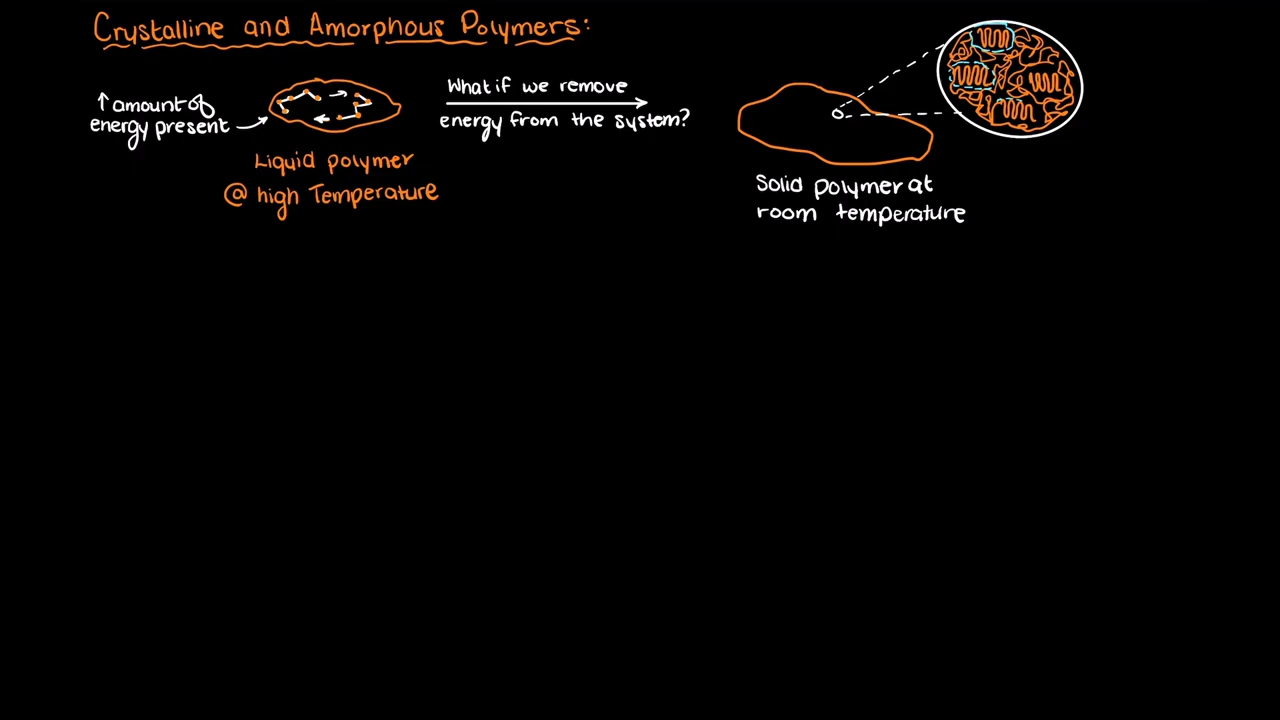 Crystalline and Amorphous Polymers:
↑ amount of
energy present
Liquid polymer
@ high Temperature
What if we remove
energy from the system?
Solid polymer at
room temperature